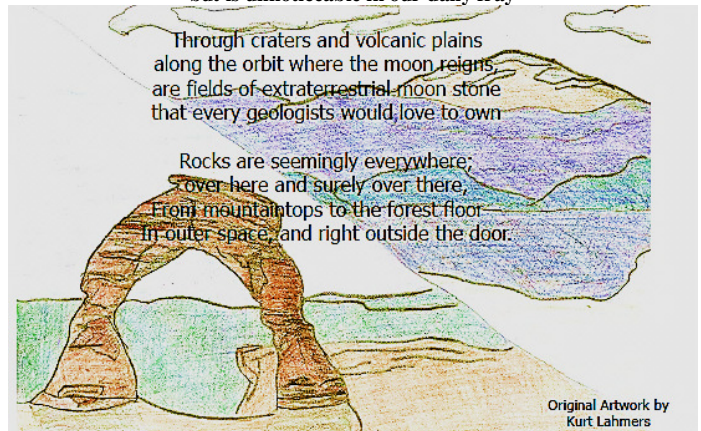 Through craters and volcanic plains
along the orbit where the moon reigns,
are fields of extraterrestrial moon stone
that every geologists would love to own
Rocks are seemingly everywhere;
over here and surely over there,
From mountaintops to the forest floor
In outer space, and right outside the door.
Original Artwork by
Kurt Lahmers